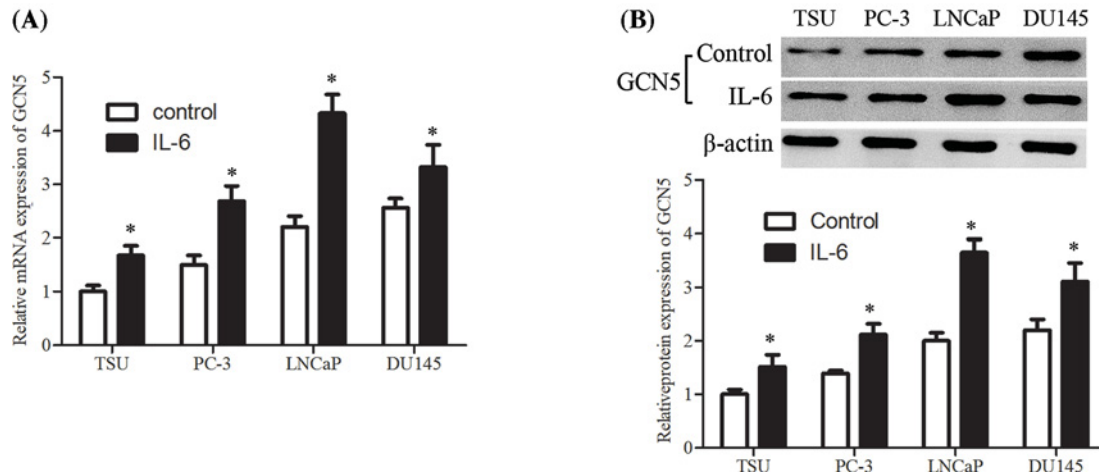 (A)
Relative mRNA expression of GCN5
5
4
3
2
1
0
control
IL-6
*
*
*
*
TSU PC-3 LNCaP DU145
(B)
TSU PC-3 LNCaP DU145
Control
GCN5
IL-6
β-actin
Relativeprotein expression of GCN5
5
4
3
2
1
0
Control
IL-6
*
*
*
*
TSU PC-3 LNCaP DU145